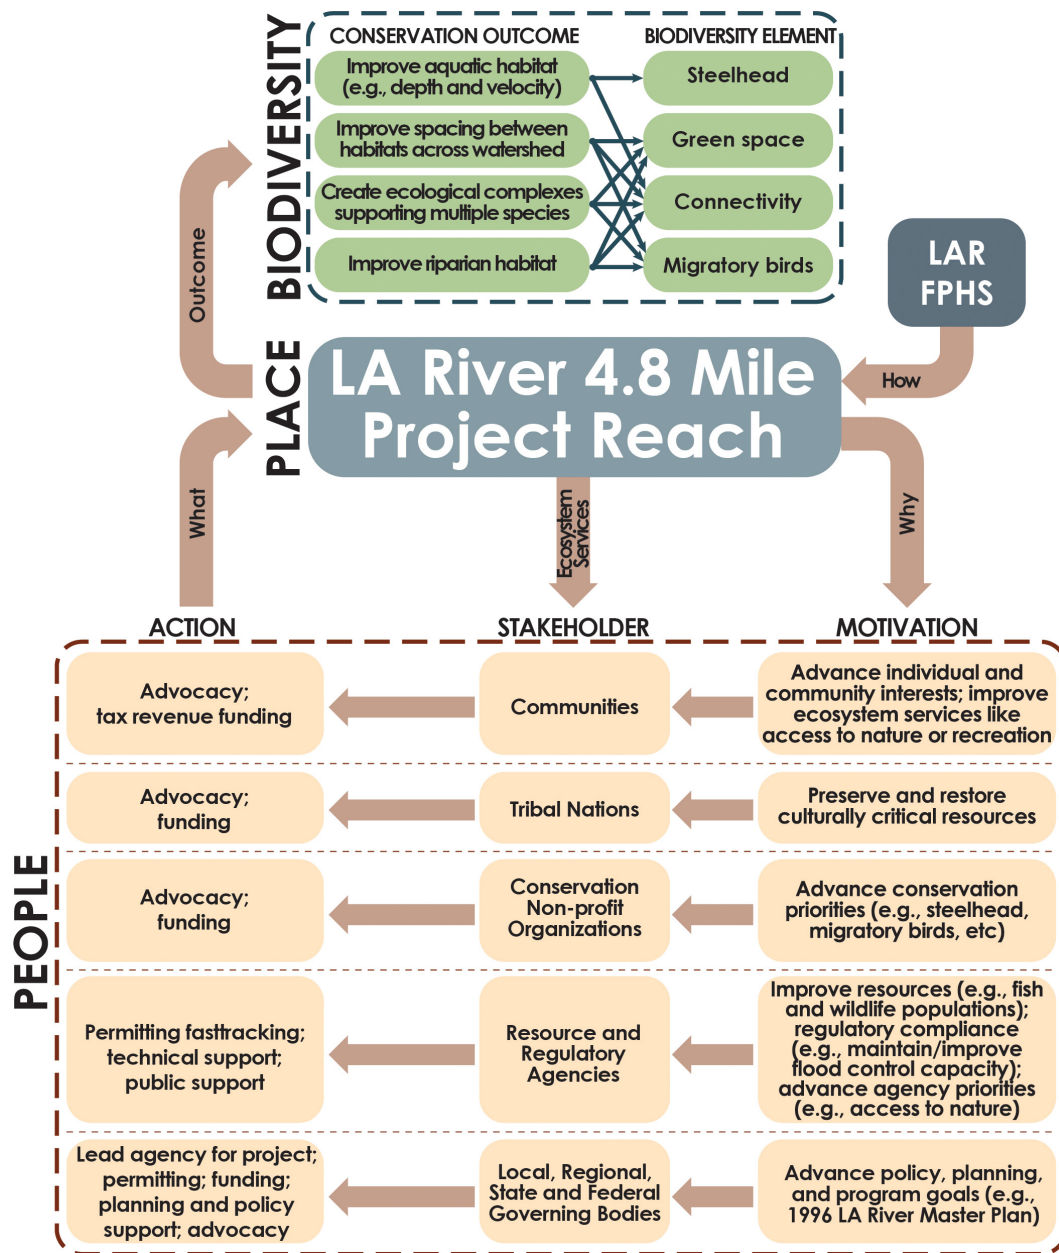 BIODIVERSITY
CONSERVATION OUTCOME
BIODIVERSITY ELEMENT
Improve aquatic habitat
(e.g., depth and velocity)
Steelhead
Improve spacing between
habitats across watershed
Green space
Create ecological complexes
supporting multiple species
Connectivity
Improve riparian habitat
Migratory birds
Outcome
LAR
FPHS
PLACE
LA River 4.8 Mile
Project Reach
How
What
Ecosystem
Services
Why
ACTION
STAKEHOLDER
MOTIVATION
PEOPLE
Advocacy;
tax revenue funding
Communities
Advance individual and
community interests; improve
ecosystem services like
access to nature or recreation
Advocacy;
funding
Tribal Nations
Preserve and restore
culturally critical resources
Advocacy;
funding
Conservation
Non-profit
Organizations
Advance conservation
priorities (e.g., steelhead,
migratory birds, etc)
Permitting fasttracking;
technical support;
public support
Resource and
Regulatory
Agencies
Improve resources (e.g., fish
and wildlife populations);
regulatory compliance
(e.g., maintain/improve
flood control capacity);
advance agency priorities
(e.g., access to nature)
Lead agency for project;
permitting; funding;
planning and policy
support; advocacy
Local, Regional,
State and Federal
Governing Bodies
Advance policy, planning,
and program goals (e.g.,
1996 LA River Master Plan)